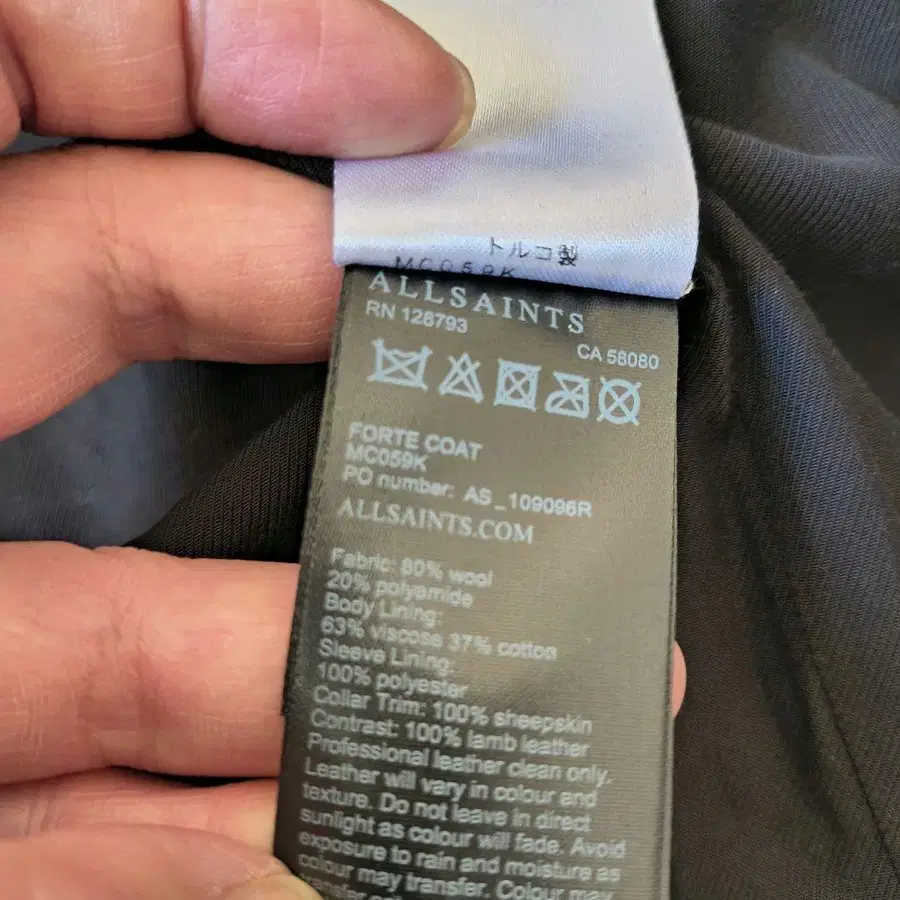 トルコ製
MC059K
ALLSAINTS
RN 128793
CA 58080
FORTE COAT
MC059K
PO number: AS_109096R
ALLSAINTS.COM
Fabric: 80% wool
20% polyamide
Body Lining:
63% viscose 37% cotton
Sleeve Lining:
100% polyester
Collar Trim: 100% sheepskin
Contrast: 100% lamb leather
Professional leather clean only.
Leather will vary in colour and
texture. Do not leave in direct
sunlight as colour will fade. Avoid
exposure to rain and moisture as
colour may transfer. Colour may
transfer